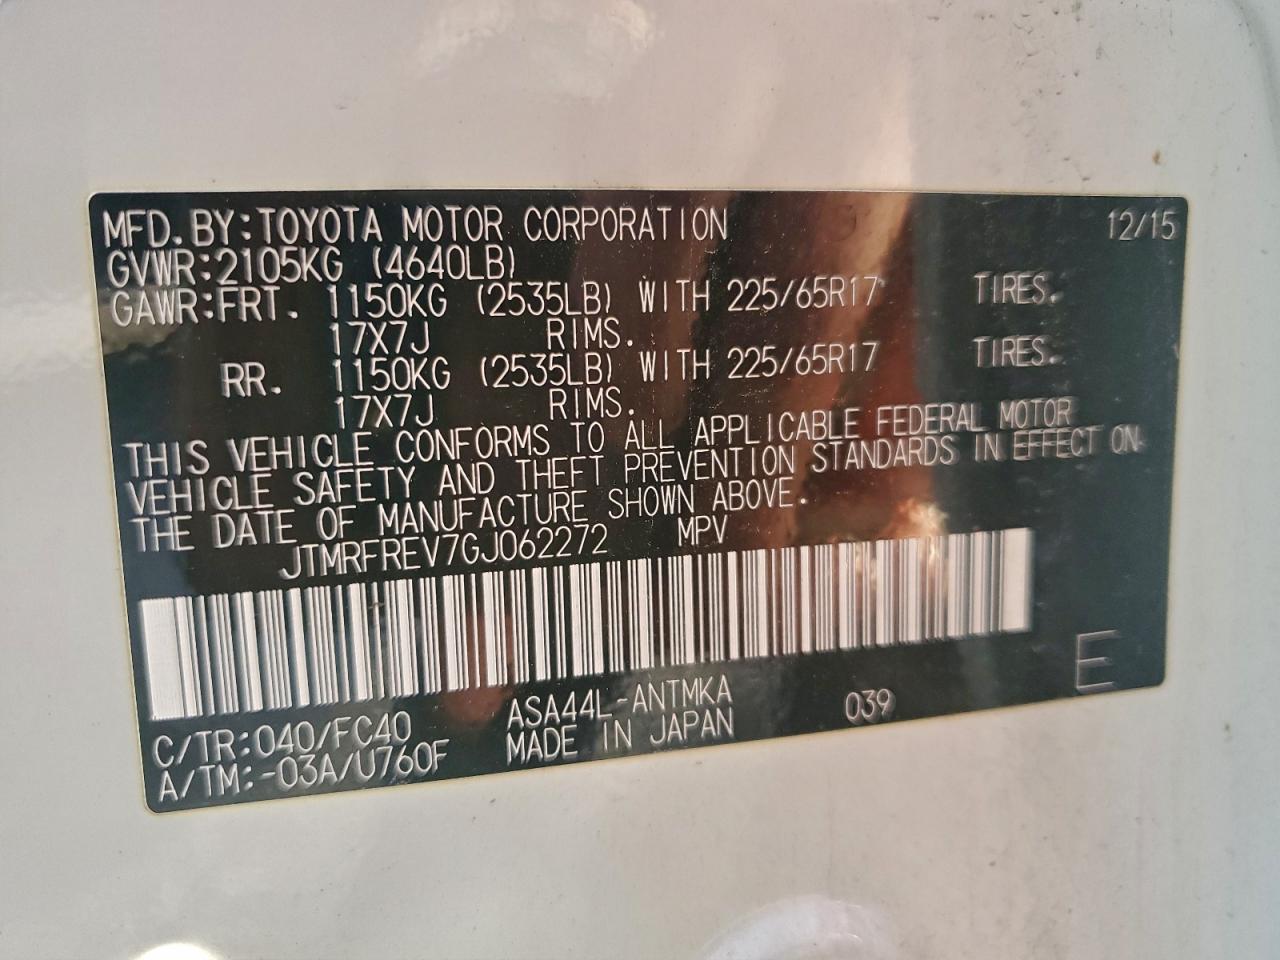 MFD. BY: TOYOTA MOTOR CORPORATION 12/15
GVWR: 2105KG (4640LB)
GAWR: FRT. 1150KG (2535LB) WITH 225/65R17 TIRES.
17X7J RIMS.
RR. 1150KG (2535LB) WITH 225/65R17 TIRES.
17X7J RIMS.
THIS VEHICLE CONFORMS TO ALL APPLICABLE FEDERAL MOTOR
VEHICLE SAFETY AND THEFT PREVENTION STANDARDS IN EFFECT ON
THE DATE OF MANUFACTURE SHOWN ABOVE.
JTMRFREV7GJ062272 MPV
E
C/TR: 040/FC40 ASA44L-ANTMKA 039
A/TM: -03A/U760F MADE IN JAPAN